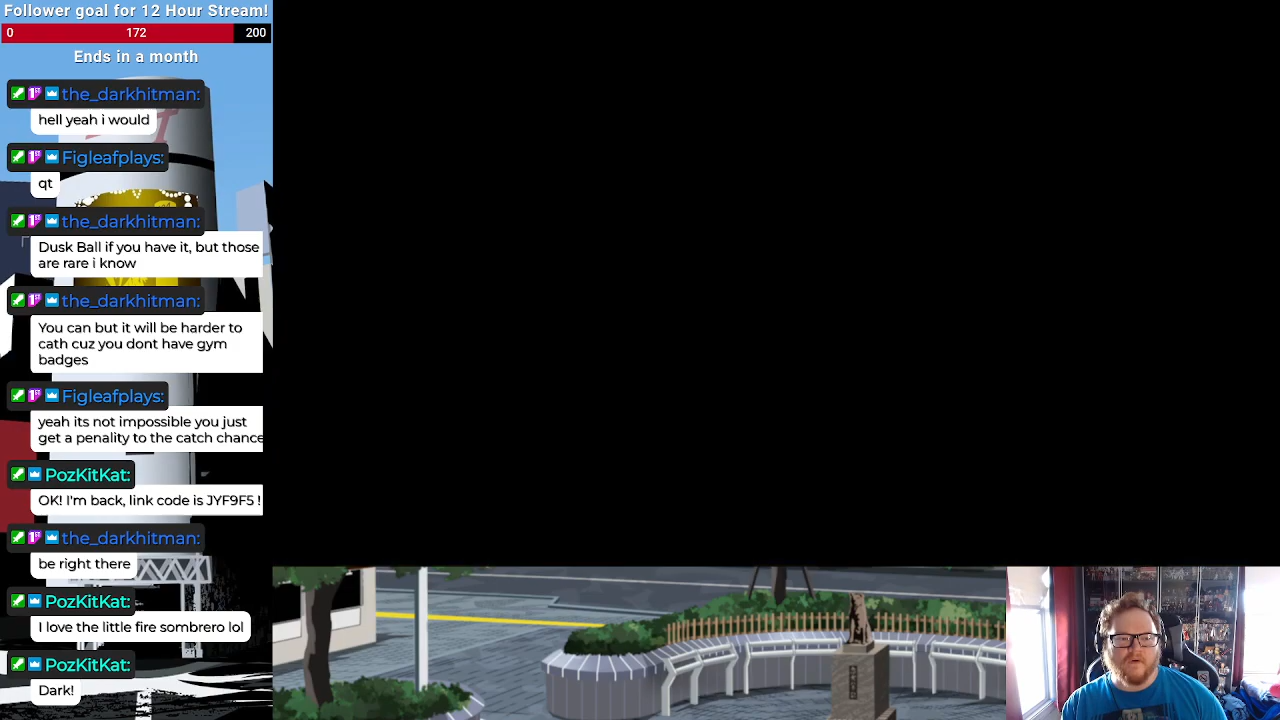 Follower goal for 12 Hour Stream!
0 172 200
Ends in a month
the_darkhitman:
hell yeah i would
Figleafplays:
qt
the_darkhitman:
Dusk Ball if you have it, but those
are rare i know
the_darkhitman:
You can but it will be harder to
cath cuz you dont have gym
badges
Figleafplays:
yeah its not impossible you just
get a penality to the catch chance
PozKitKat:
OK! I'm back, link code is JYF9F5 !
the_darkhitman:
be right there
PozKitKat:
I love the little fire sombrero lol
PozKitKat:
Dark!